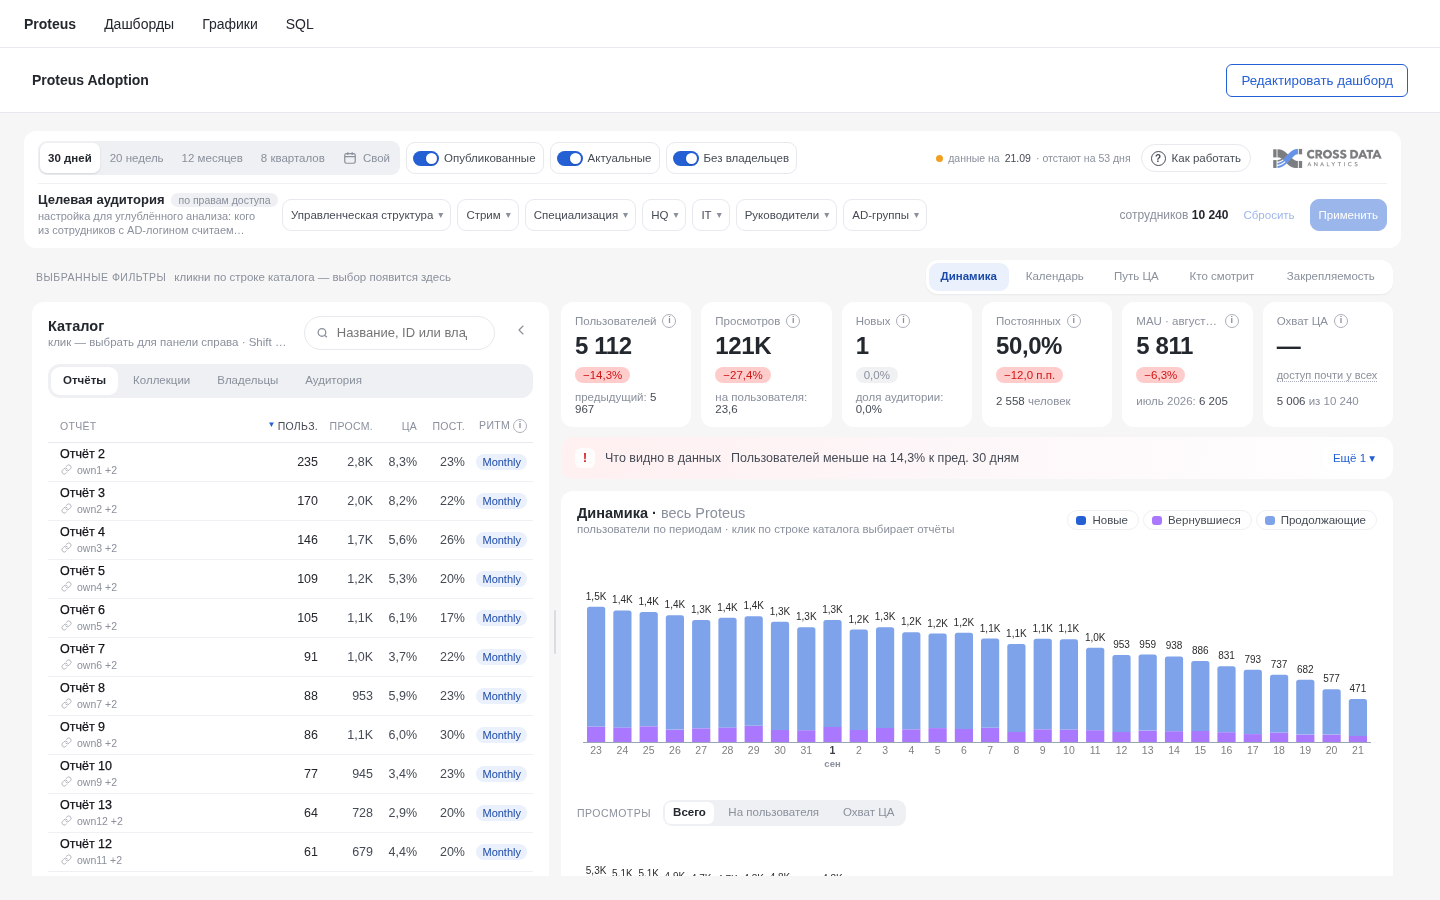 Proteus Дашборды Графики SQL
Proteus Adoption
Редактировать дашборд
30 дней 20 недель 12 месяцев 8 кварталов Свой Опубликованные Актуальные Без владельцев
данные на 21.09 · отстают на 53 дня ? Как работать
CROSS DATA
ANALYTICS
Целевая аудитория по правам доступа
настройка для углублённого анализа: кого
из сотрудников с AD-логином считаем…
Управленческая структура ▾ Стрим ▾ Специализация ▾ HQ ▾ IT ▾ Руководители ▾ AD-группы ▾
сотрудников 10 240 Сбросить Применить
ВЫБРАННЫЕ ФИЛЬТРЫ кликни по строке каталога — выбор появится здесь
Динамика Календарь Путь ЦА Кто смотрит Закрепляемость
Каталог
клик — выбрать для панели справа · Shift …
Название, ID или вла
Отчёты Коллекции Владельцы Аудитория
ОТЧЁТ ▼ ПОЛЬЗ. ПРОСМ. ЦА ПОСТ. РИТМ i
Отчёт 2 235 2,8K 8,3% 23% Monthly
own1 +2
Отчёт 3 170 2,0K 8,2% 22% Monthly
own2 +2
Отчёт 4 146 1,7K 5,6% 26% Monthly
own3 +2
Отчёт 5 109 1,2K 5,3% 20% Monthly
own4 +2
Отчёт 6 105 1,1K 6,1% 17% Monthly
own5 +2
Отчёт 7 91 1,0K 3,7% 22% Monthly
own6 +2
Отчёт 8 88 953 5,9% 23% Monthly
own7 +2
Отчёт 9 86 1,1K 6,0% 30% Monthly
own8 +2
Отчёт 10 77 945 3,4% 23% Monthly
own9 +2
Отчёт 13 64 728 2,9% 20% Monthly
own12 +2
Отчёт 12 61 679 4,4% 20% Monthly
own11 +2
Пользователей i
5 112
−14,3%
предыдущий: 5
967
Просмотров i
121K
−27,4%
на пользователя:
23,6
Новых i
1
0,0%
доля аудитории:
0,0%
Постоянных i
50,0%
−12,0 п.п.
2 558 человек
MAU · август… i
5 811
−6,3%
июль 2026: 6 205
Охват ЦА i
—
доступ почти у всех
5 006 из 10 240
! Что видно в данных Пользователей меньше на 14,3% к пред. 30 дням Ещё 1 ▾
Динамика · весь Proteus
пользователи по периодам · клик по строке каталога выбирает отчёты
Новые Вернувшиеся Продолжающие
1,5K 1,4K 1,4K 1,4K 1,3K 1,4K 1,4K 1,3K 1,3K 1,3K 1,2K 1,3K 1,2K 1,2K 1,2K 1,1K 1,1K 1,1K 1,1K 1,0K 953 959 938 886 831 793 737 682 577 471
23 24 25 26 27 28 29 30 31 1 2 3 4 5 6 7 8 9 10 11 12 13 14 15 16 17 18 19 20 21
сен
ПРОСМОТРЫ Всего На пользователя Охват ЦА
5,3K 5,1K 5,1K 4,9K